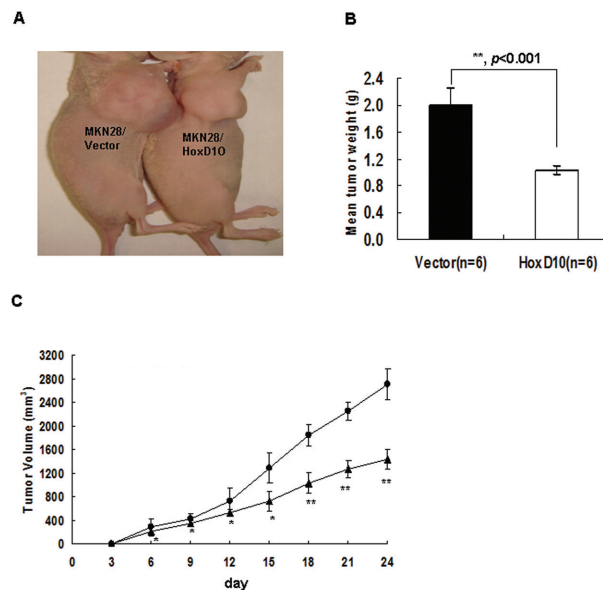 A
MKN28/
Vector
MKN28/
HoxD10
B
**, p<0.001
Mean tumor weight (g)
2.4
2.0
1.6
1.2
0.8
0.4
0.0
Vector(n=6)
HoxD10(n=6)
C
Tumor Volume (mm³)
3200
2800
2400
2000
1600
1200
800
400
0
*
*
*
*
**
**
**
0
3
6
9
12
15
18
21
24
day